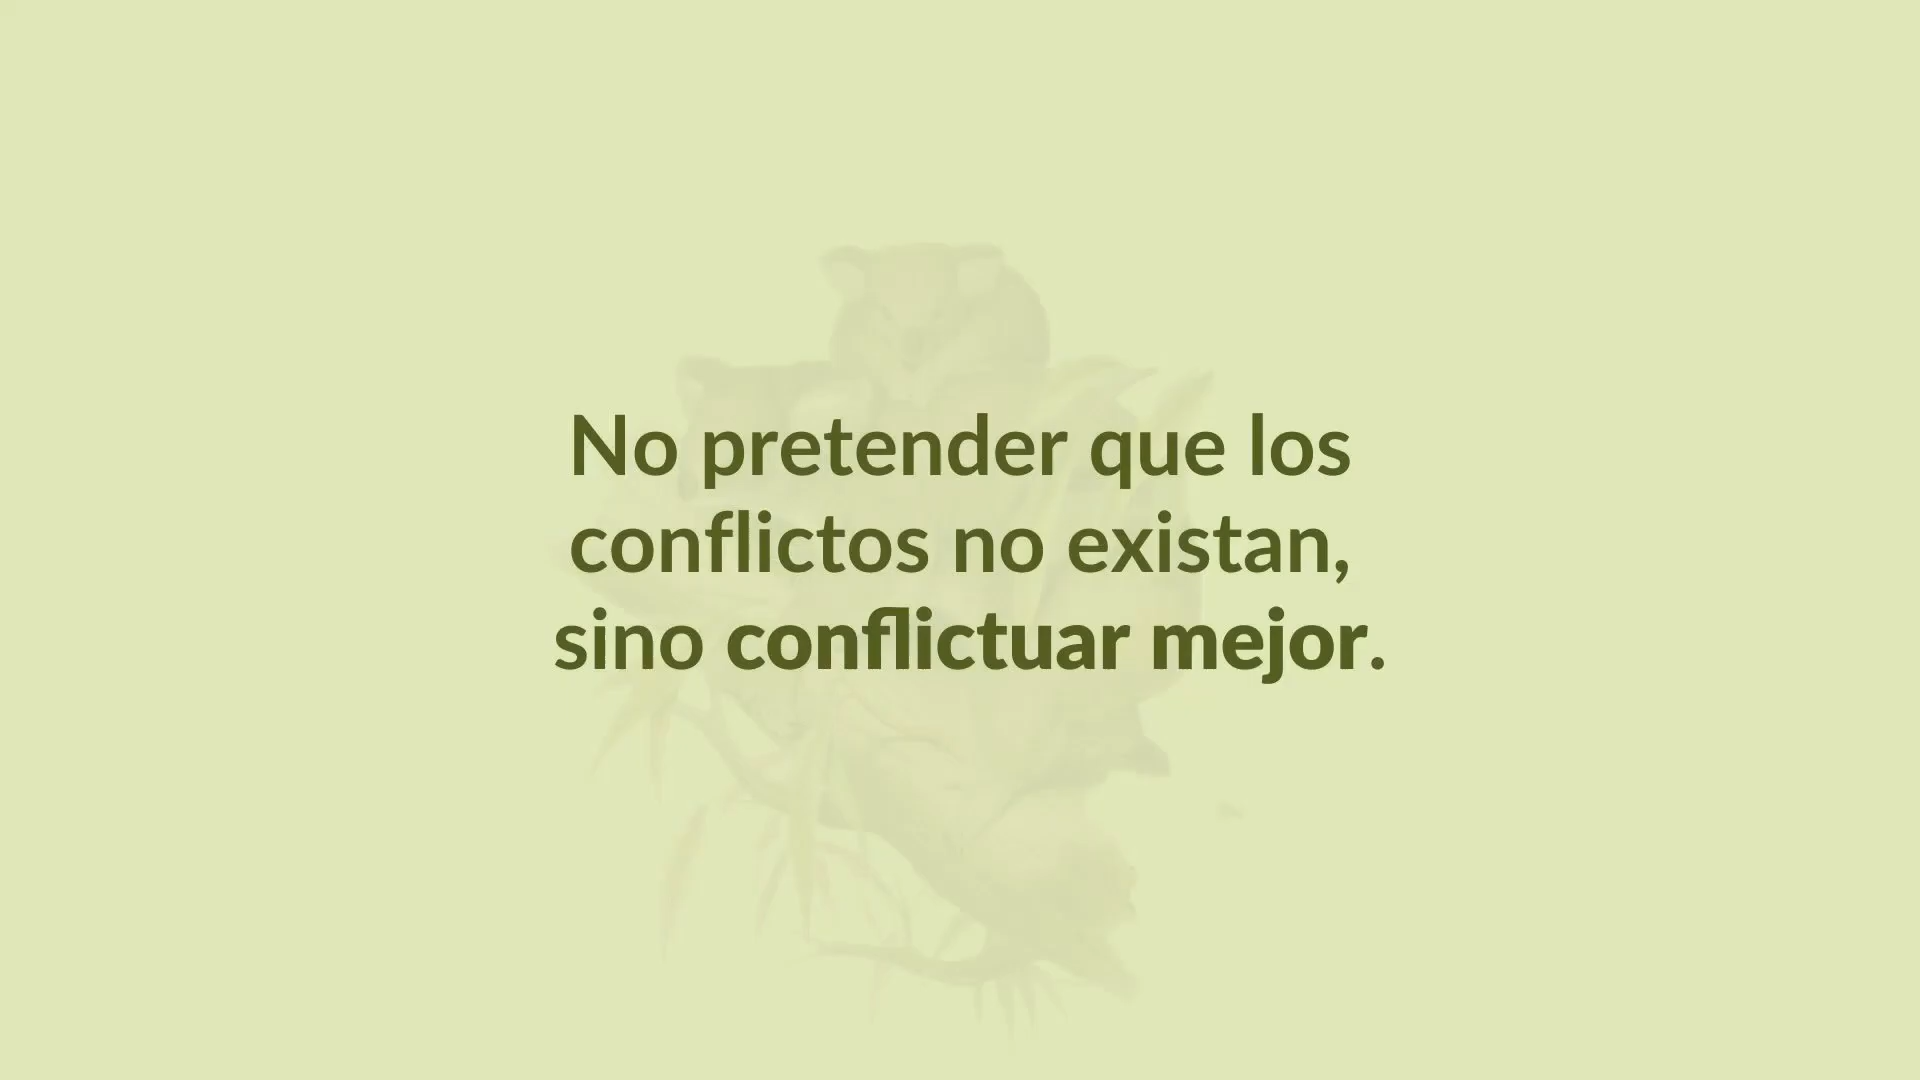 No pretender que los
conflictos no existan,
sino conflictuar mejor.